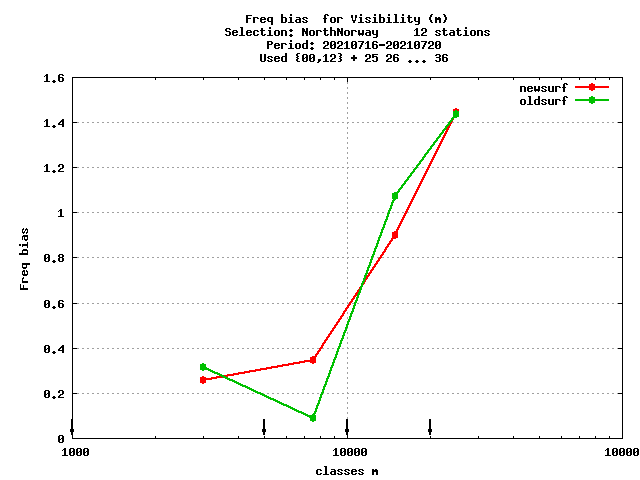 Freq bias  for Visibility (m)
Selection: NorthNorway     12 stations
Period: 20210716-20210720
Used {00,12} + 25 26 ... 36
newsurf
oldsurf
1.6
1.4
1.2
1
0.8
0.6
0.4
0.2
0
Freq bias
1000
10000
10000
classes m